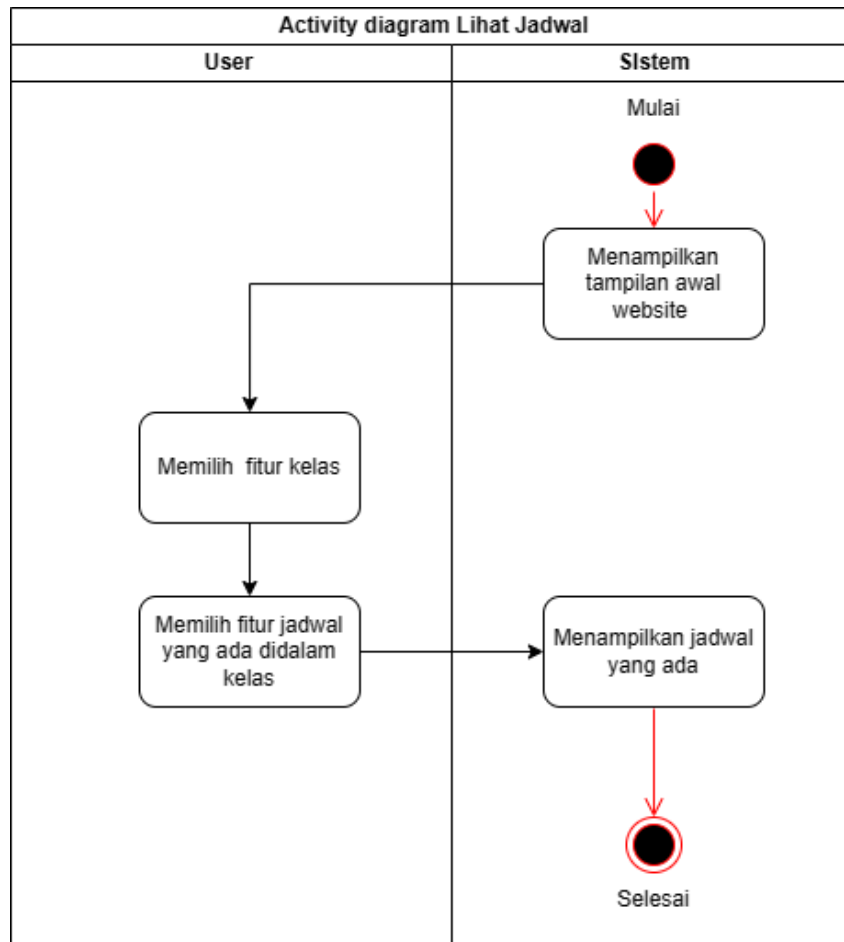 Activity diagram Lihat Jadwal
User
SIstem
Mulai
Menampilkan
tampilan awal
website
Memilih fitur kelas
Memilih fitur jadwal
yang ada didalam
kelas
Menampilkan jadwal
yang ada
Selesai